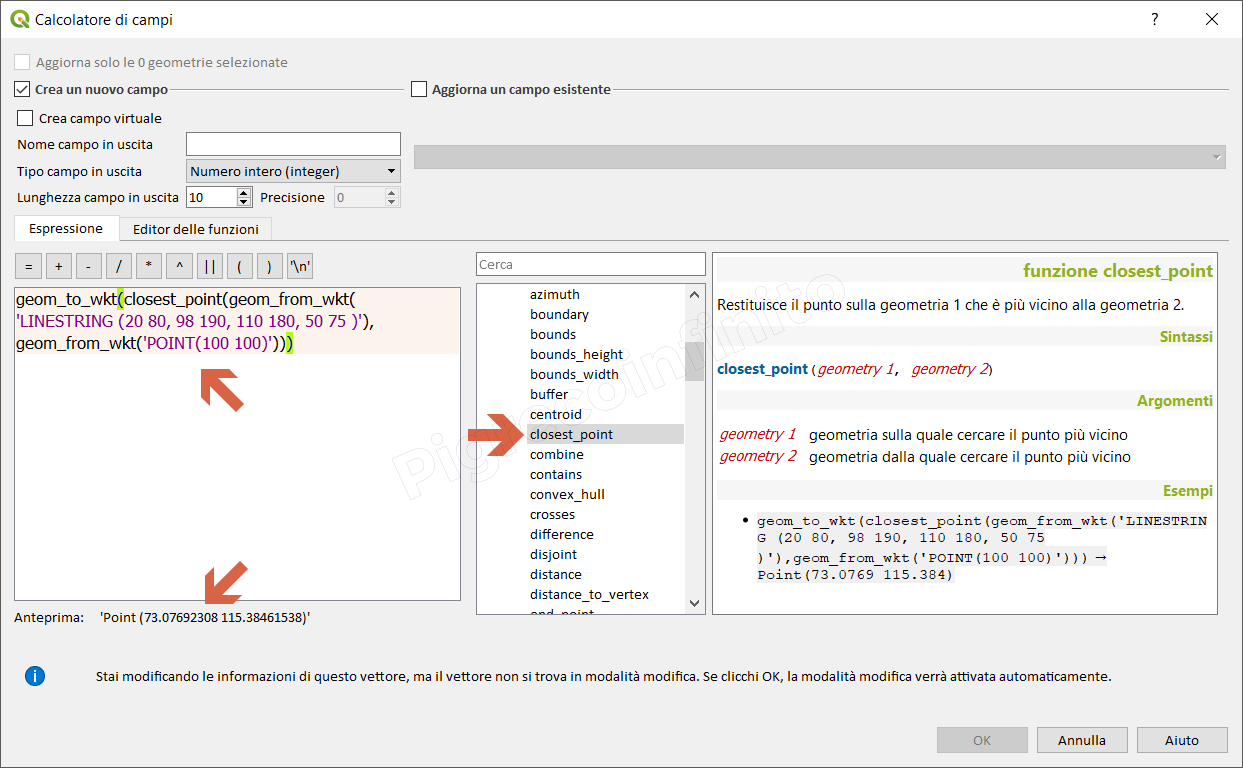 Calcolatore di campi
?
Aggiorna solo le 0 geometrie selezionate
Crea un nuovo campo
Aggiorna un campo esistente
Crea campo virtuale
Nome campo in uscita
Tipo campo in uscita Numero intero (integer)
Lunghezza campo in uscita 10 Precisione 0
Espressione Editor delle funzioni
= + - / * ^ || ( ) '\n'
geom_to_wkt(closest_point(geom_from_wkt(
'LINESTRING (20 80, 98 190, 110 180, 50 75 )'),
geom_from_wkt('POINT(100 100)')))
Anteprima: 'Point (73.07692308 115.38461538)'
Cerca
azimuth
boundary
bounds
bounds_height
bounds_width
buffer
centroid
closest_point
combine
contains
convex_hull
crosses
difference
disjoint
distance
distance_to_vertex
end_point
funzione closest_point
Restituisce il punto sulla geometria 1 che è più vicino alla geometria 2.
Sintassi
closest_point(geometry 1, geometry 2)
Argomenti
geometry 1 geometria sulla quale cercare il punto più vicino
geometry 2 geometria dalla quale cercare il punto più vicino
Esempi
• geom_to_wkt(closest_point(geom_from_wkt('LINESTRIN
G (20 80, 98 190, 110 180, 50 75
)'),geom_from_wkt('POINT(100 100)'))) →
Point(73.0769 115.384)
Pigrecoinfinito
i
Stai modificando le informazioni di questo vettore, ma il vettore non si trova in modalità modifica. Se clicchi OK, la modalità modifica verrà attivata automaticamente.
OK Annulla Aiuto